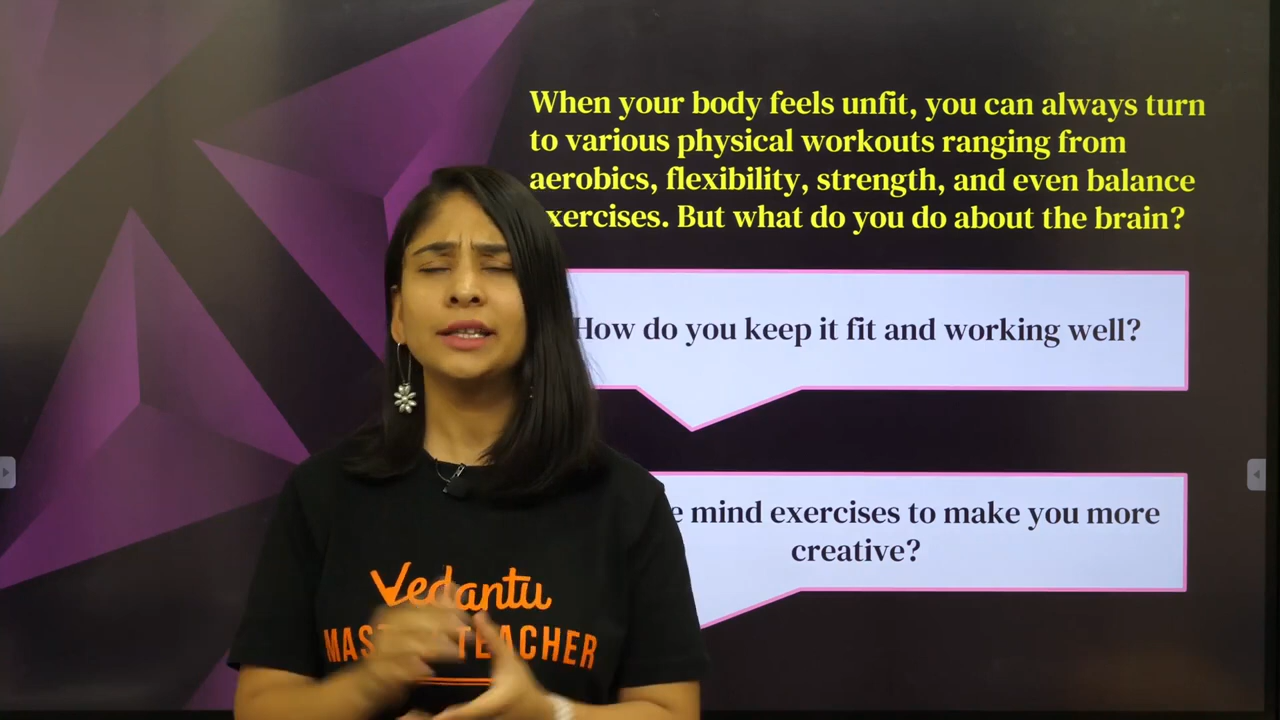 When your body feels unfit, you can always turn
to various physical workouts ranging from
aerobics, flexibility, strength, and even balance
xercises. But what do you do about the brain?
How do you keep it fit and working well?
mind exercises to make you more
creative?
Vedantu
TEACHER